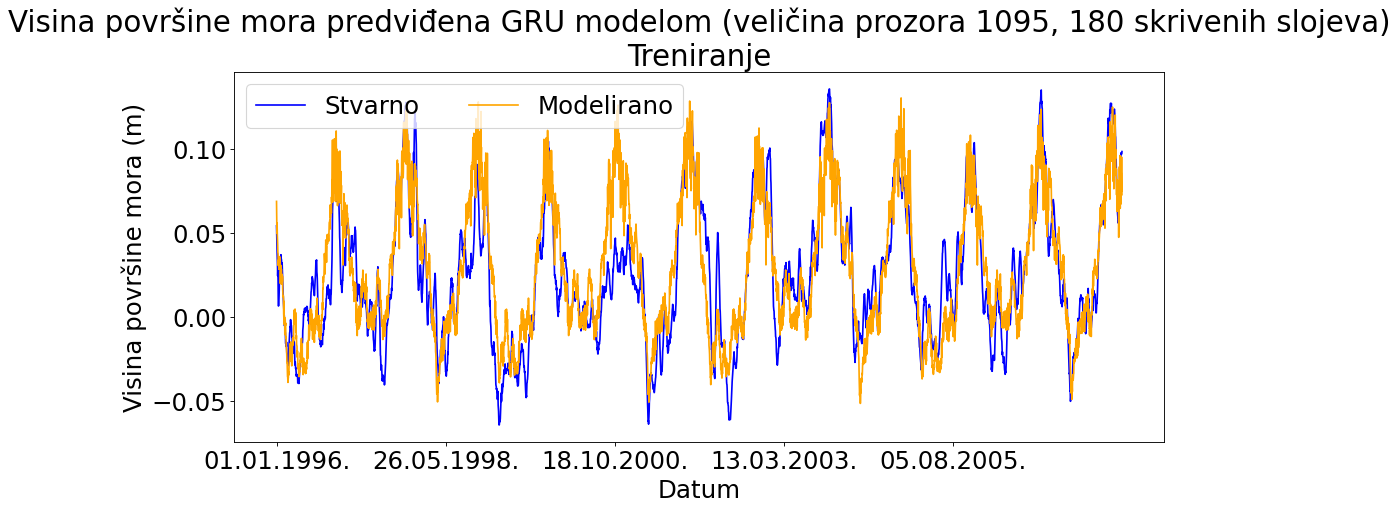 Visina površine mora predviđena GRU modelom (veličina prozora 1095, 180 skrivenih slojeva)
Treniranje
Stvarno Modelirano
Visina površine mora (m)
0.10
0.05
0.00
−0.05
01.01.1996. 26.05.1998. 18.10.2000. 13.03.2003. 05.08.2005.
Datum